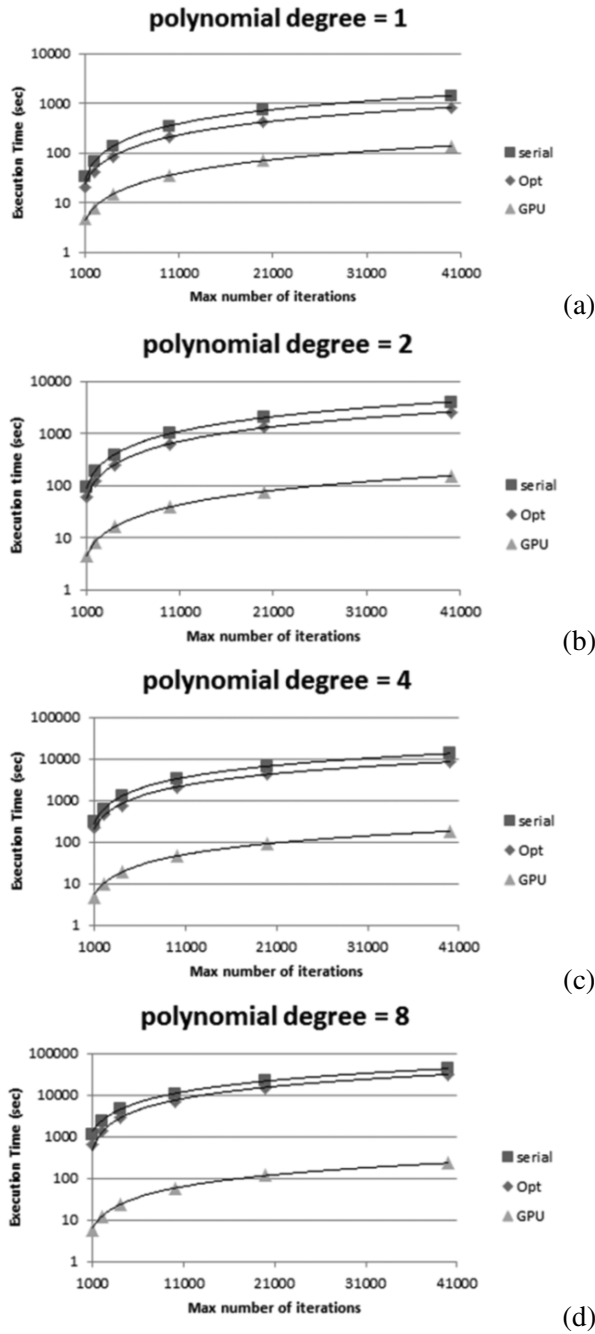 polynomial degree = 1
10000
1000
100
10
1
Execution Time (sec)
1000 11000 21000 31000 41000
Max number of iterations
serial
Opt
GPU
(a)
polynomial degree = 2
10000
1000
100
10
1
Execution time (sec)
1000 11000 21000 31000 41000
Max number of iterations
serial
Opt
GPU
(b)
polynomial degree = 4
100000
10000
1000
100
10
1
Execution Time (sec)
1000 11000 21000 31000 41000
Max number of iterations
serial
Opt
GPU
(c)
polynomial degree = 8
100000
10000
1000
100
10
1
Execution Time (sec)
1000 11000 21000 31000 41000
Max number of iterations
serial
Opt
GPU
(d)